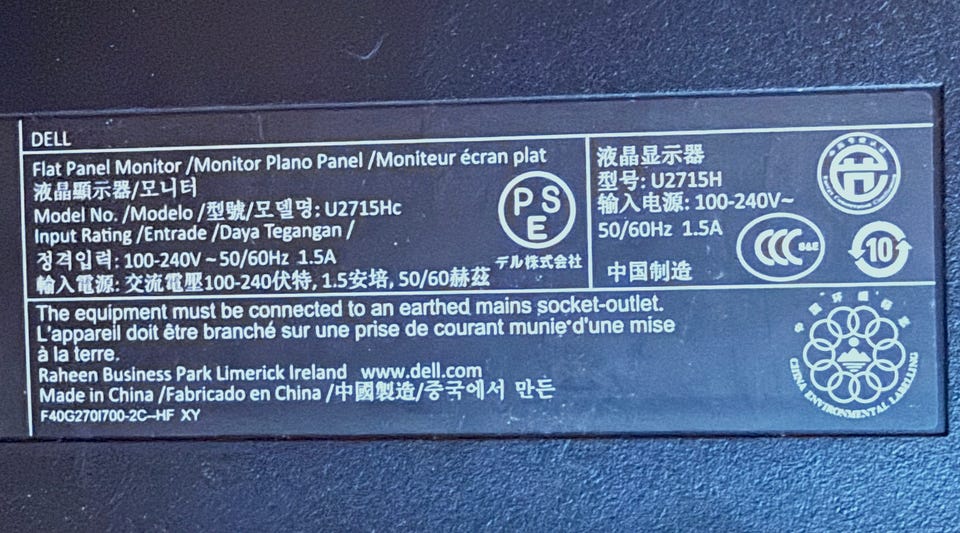 DELL
Flat Panel Monitor /Monitor Plano Panel /Moniteur écran plat
液晶顯示器/모니터
Model No. /Modelo /型號/모델명: U2715Hc
Input Rating /Entrade /Daya Tegangan /
정격입력: 100-240V ~ 50/60Hz 1.5A
輸入電源: 交流電壓100-240伏特, 1.5安培, 50/60赫茲
PSE
デル株式会社
液晶显示器
型号: U2715H
输入电源: 100-240V~
50/60Hz 1.5A
中国制造
CCC S&E
10
The equipment must be connected to an earthed mains socket-outlet.
L'appareil doit être branché sur une prise de courant munie d'une mise
à la terre.
Raheen Business Park Limerick Ireland www.dell.com
Made in China /Fabricado en China /中國製造/중국에서 만든
F40G270I700-2C-HF XY
中国环境标志
CHINA ENVIRONMENTAL LABELLING